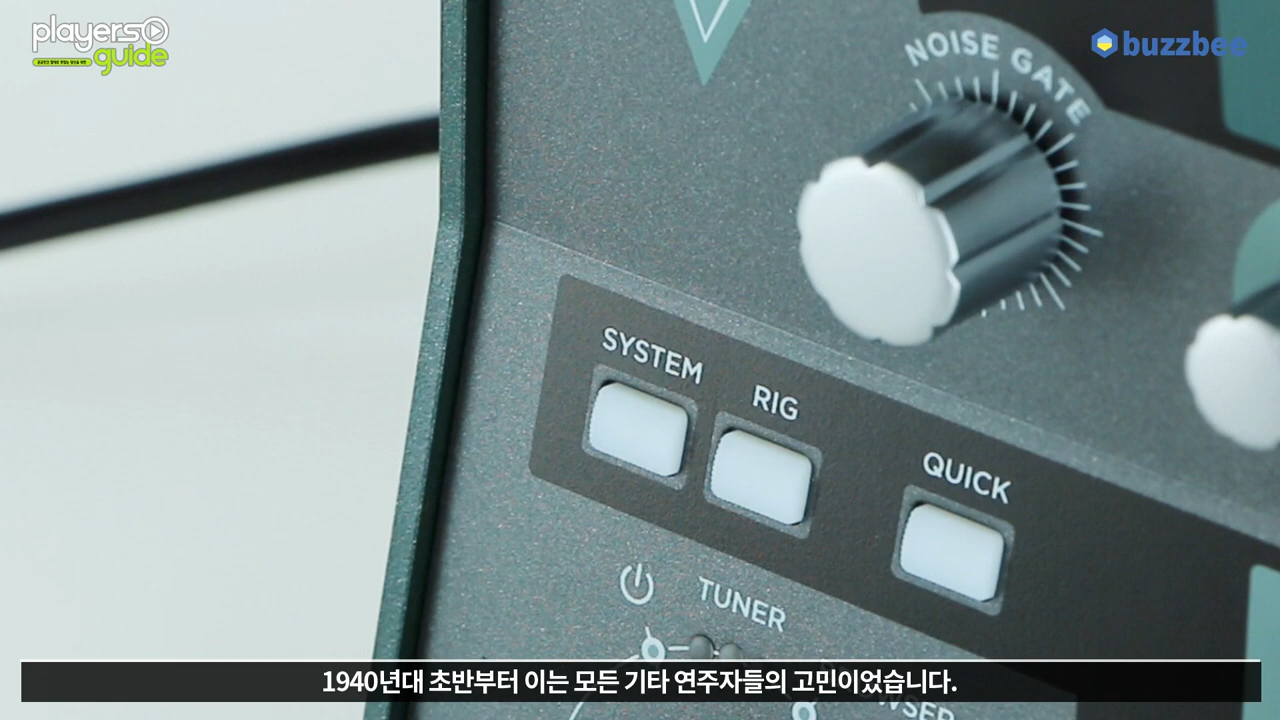 players
guide
buzzbee
NOISE GATE
SYSTEM
RIG
QUICK
TUNER
1940년대 초반부터 이는 모든 기타 연주자들의 고민이었습니다.